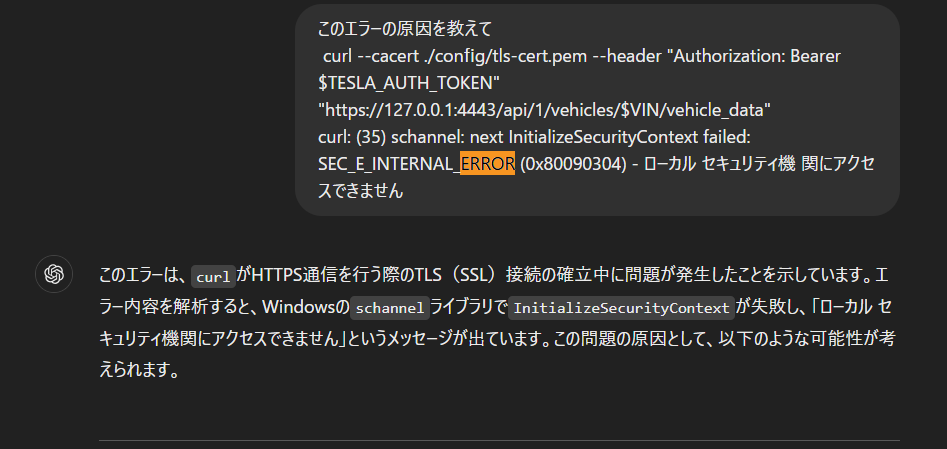 このエラーの原因を教えて
curl --cacert ./config/tls-cert.pem --header "Authorization: Bearer
$TESLA_AUTH_TOKEN"
"https://127.0.0.1:4443/api/1/vehicles/$VIN/vehicle_data"
curl: (35) schannel: next InitializeSecurityContext failed:
SEC_E_INTERNAL_ERROR (0x80090304) - ローカル セキュリティ機 関にアクセ
スできません
このエラーは、curlがHTTPS通信を行う際のTLS（SSL）接続の確立中に問題が発生したことを示しています。エ
ラー内容を解析すると、WindowsのschannelライブラリでInitializeSecurityContextが失敗し、「ローカル セ
キュリティ機関にアクセスできません」というメッセージが出ています。この問題の原因として、以下のような可能性が考
えられます。